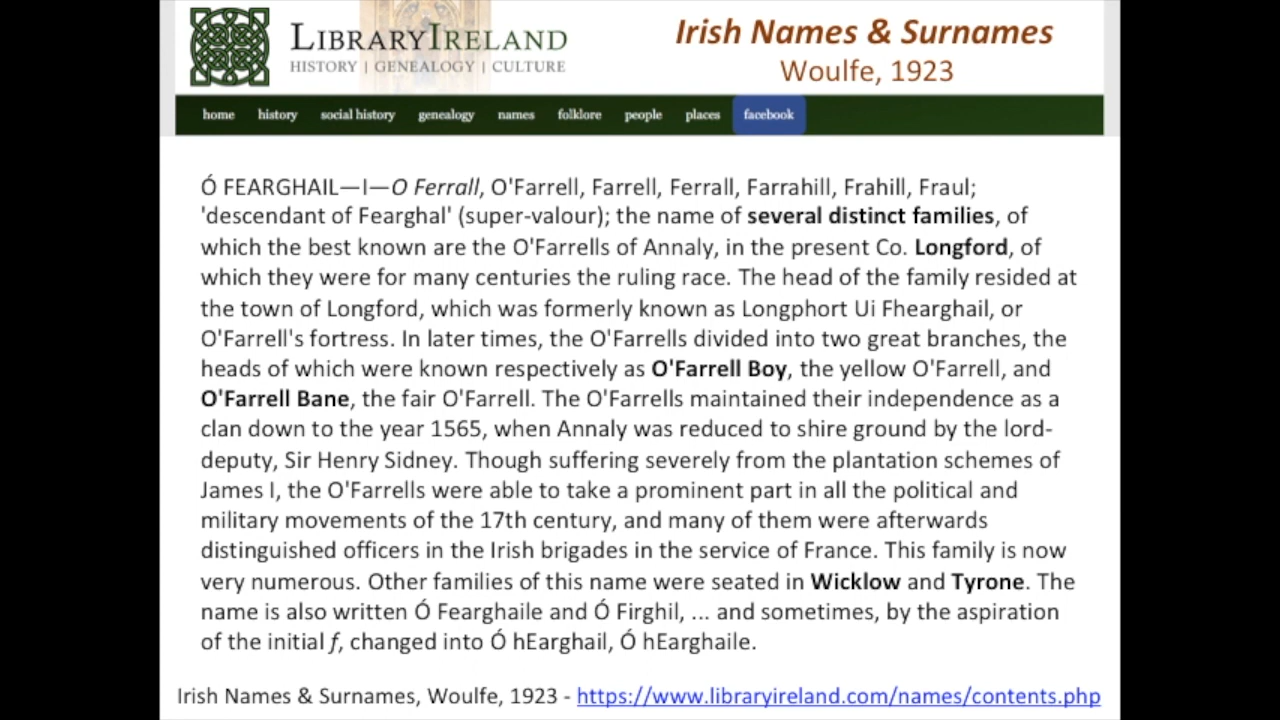 LIBRARYIRELAND
HISTORY | GENEALOGY | CULTURE
Irish Names & Surnames
Woulfe, 1923
home history social history genealogy names folklore people places facebook
Ó FEARGHAIL—I—O Ferrall, O'Farrell, Farrell, Ferrall, Farrahill, Frahill, Fraul;
'descendant of Fearghal' (super-valour); the name of several distinct families, of
which the best known are the O'Farrells of Annaly, in the present Co. Longford, of
which they were for many centuries the ruling race. The head of the family resided at
the town of Longford, which was formerly known as Longphort Ui Fhearghail, or
O'Farrell's fortress. In later times, the O'Farrells divided into two great branches, the
heads of which were known respectively as O'Farrell Boy, the yellow O'Farrell, and
O'Farrell Bane, the fair O'Farrell. The O'Farrells maintained their independence as a
clan down to the year 1565, when Annaly was reduced to shire ground by the lord-
deputy, Sir Henry Sidney. Though suffering severely from the plantation schemes of
James I, the O'Farrells were able to take a prominent part in all the political and
military movements of the 17th century, and many of them were afterwards
distinguished officers in the Irish brigades in the service of France. This family is now
very numerous. Other families of this name were seated in Wicklow and Tyrone. The
name is also written Ó Fearghaile and Ó Firghil, ... and sometimes, by the aspiration
of the initial f, changed into Ó hEarghail, Ó hEarghaile.
Irish Names & Surnames, Woulfe, 1923 - https://www.libraryireland.com/names/contents.php